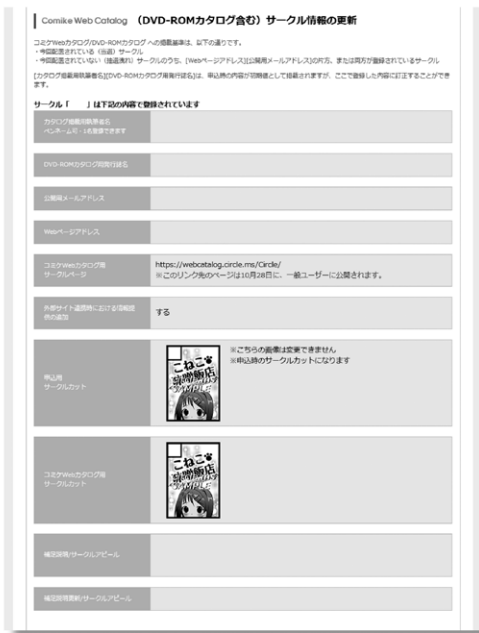 Comike Web Catalog (DVD-ROMカタログ含む）サークル情報の更新
コミケWebカタログ/DVD-ROMカタログ への掲載基準は、以下の通りです。
・今回配置されている（当選）サークル
・今回配置されていない（抽選漏れ）サークルのうち、[Webページアドレス][公開用メールアドレス]の片方、または両方が登録されているサークル
[カタログ掲載用執筆者名][DVD-ROMカタログ用発行誌名]は、申込時の内容が初期値として掲載されますが、ここで登録した内容に訂正することができ
ます。
サークル「 」は下記の内容で登録されています
カタログ掲載用執筆者名
ペンネーム可・1名登録できます
DVD-ROMカタログ用発行誌名
公開用メールアドレス
Webページアドレス
コミケWebカタログ用
サークルページ
https://webcatalog.circle.ms/Circle/
※このリンク先のページは10月28日に、一般ユーザーに公開されます。
外部サイト連携時における情報提
供の追加
する
申込用
サークルカット
こねこ
喜贈飯店
SAMPLE
※こちらの画像は変更できません
※申込時のサークルカットになります
コミケWebカタログ用
サークルカット
こねこ
喜贈飯店
SAMPLE
補足説明/サークルアピール
補足説明更新/サークルアピール